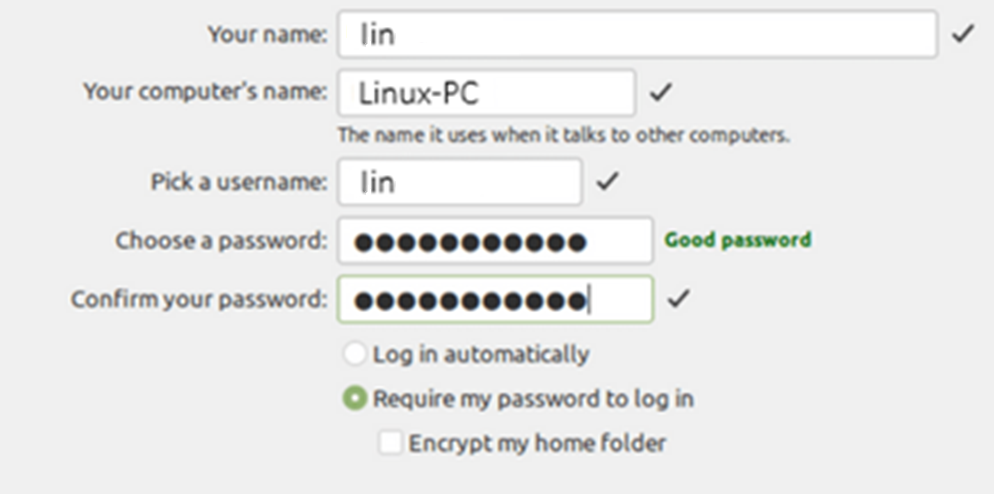 Your name: lin
Your computer's name: Linux-PC
The name it uses when it talks to other computers.
Pick a username: lin
Choose a password: ●●●●●●●●●●● Good password
Confirm your password: ●●●●●●●●●●●
Log in automatically
Require my password to log in
Encrypt my home folder